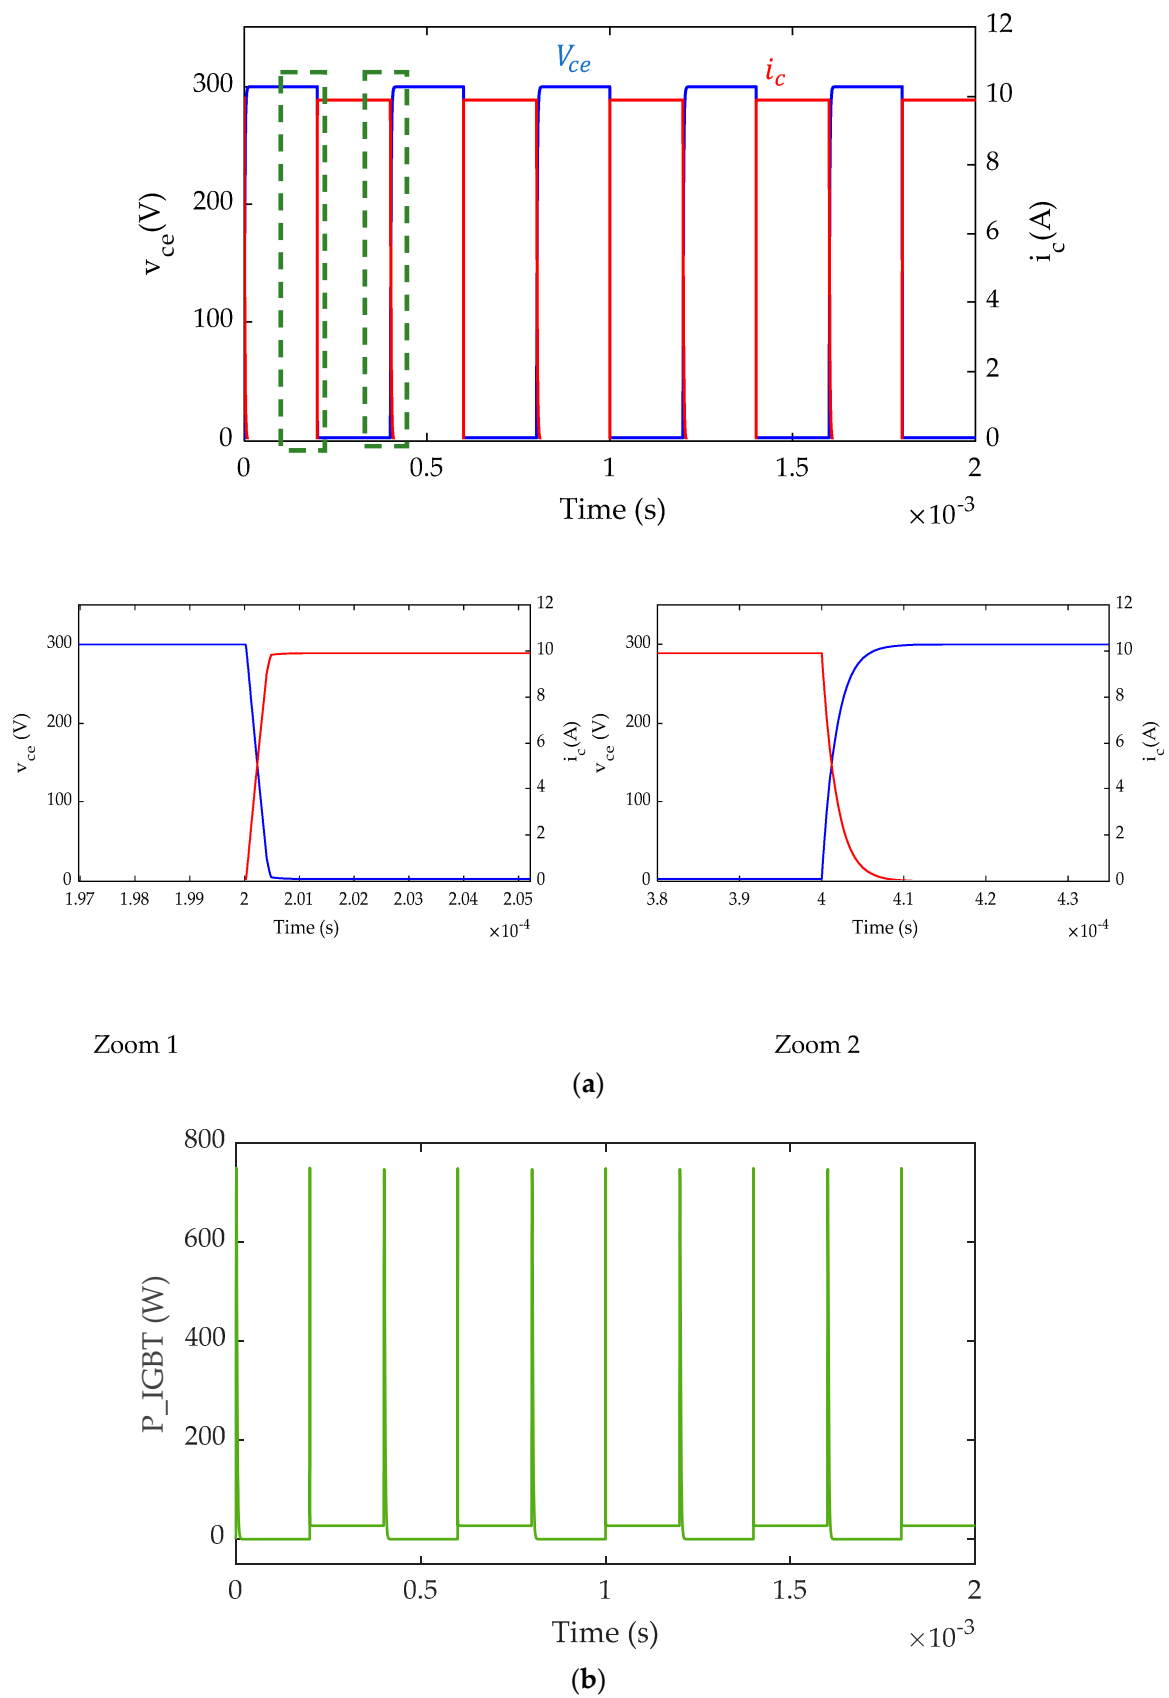 12
V_ce
i_c
300
10
8
200
v_ce(V)
6
i_c(A)
4
100
2
0
0
0 0.5 1 1.5 2
Time (s)
×10^-3
12
300
10
8
200
v_ce (V)
6
i_c(A)
4
100
2
0
0
1.97 1.98 1.99 2 2.01 2.02 2.03 2.04 2.05
Time (s)
×10^-4
12
300
10
8
200
v_ce (V)
6
i_c(A)
4
100
2
0
0
3.8 3.9 4 4.1 4.2 4.3
Time (s)
×10^-4
Zoom 1
Zoom 2
(a)
800
600
P_IGBT (W)
400
200
0
0 0.5 1 1.5 2
Time (s)
×10^-3
(b)